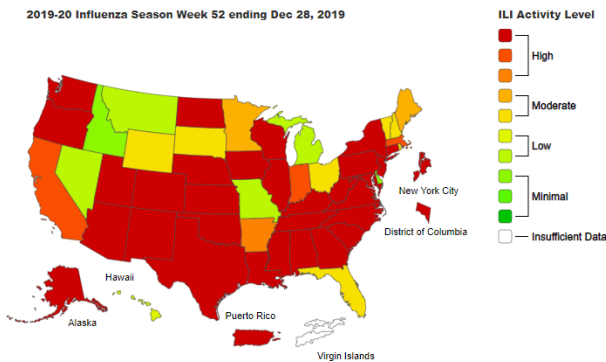 2019-20 Influenza Season Week 52 ending Dec 28, 2019
ILI Activity Level
High
Moderate
Low
Minimal
Insufficient Data
New York City
District of Columbia
Hawaii
Alaska
Puerto Rico
Virgin Islands